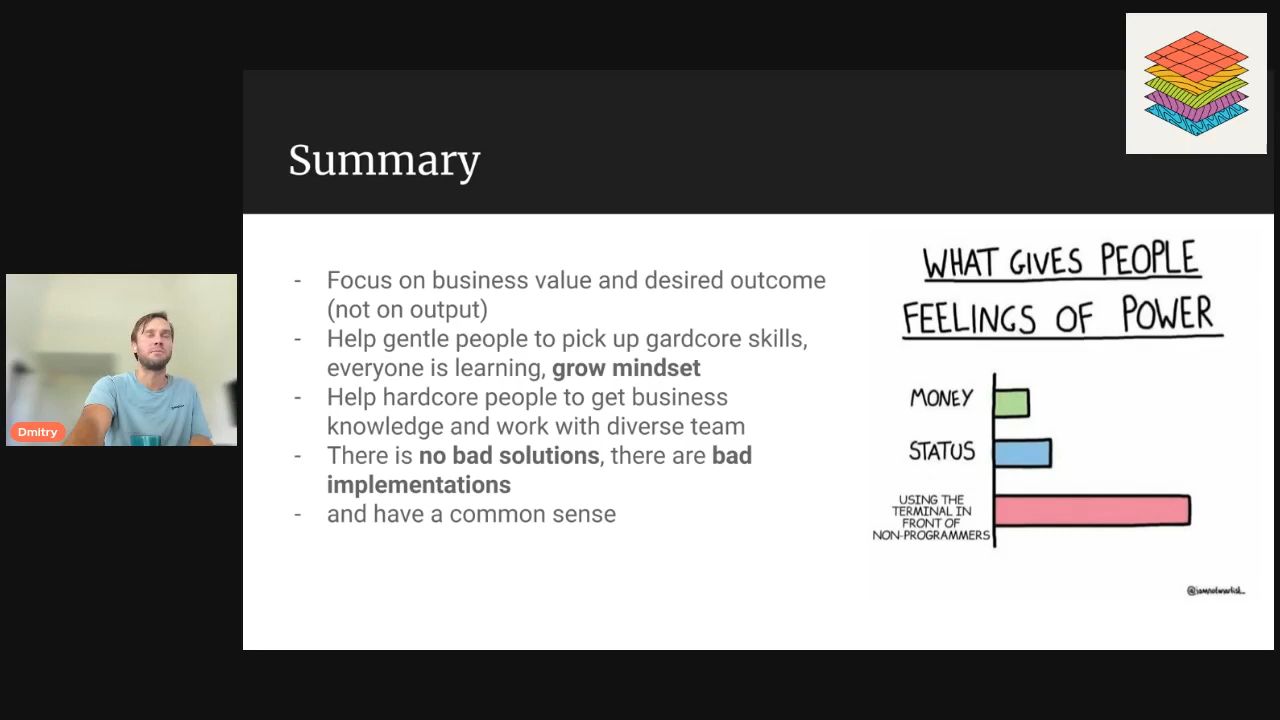 Summary
- Focus on business value and desired outcome
(not on output)
- Help gentle people to pick up gardcore skills,
everyone is learning, grow mindset
- Help hardcore people to get business
knowledge and work with diverse team
- There is no bad solutions, there are bad
implementations
- and have a common sense
WHAT GIVES PEOPLE
FEELINGS OF POWER
MONEY
STATUS
USING THE
TERMINAL IN
FRONT OF
NON-PROGRAMMERS
Dmitry